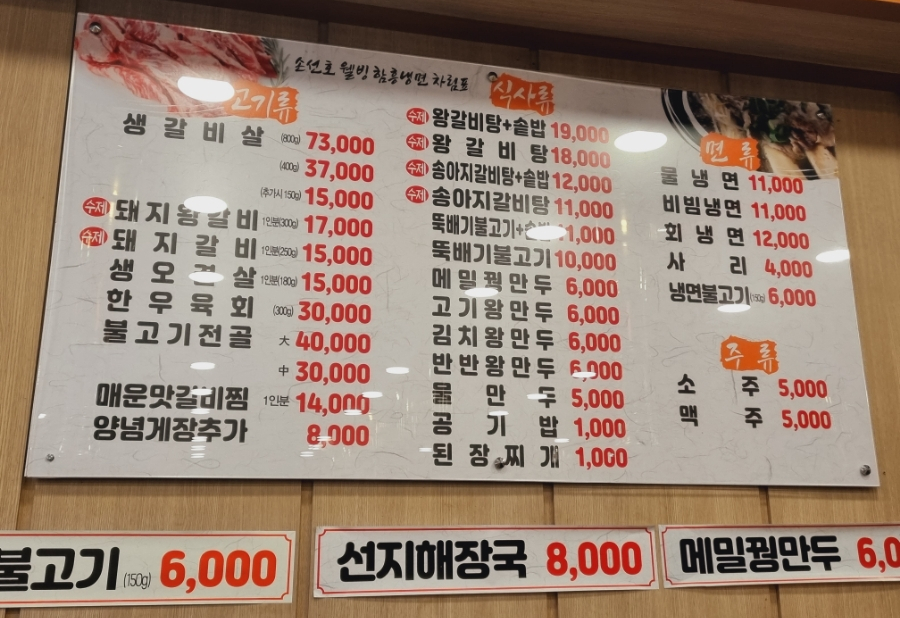 손선호 웰빙함흥냉면 차림표
고기류
생갈비살 (800g) 73,000
(400g) 37,000
(추가시 150g) 15,000
수제 돼지왕갈비 1인분(300g) 17,000
수제 돼지갈비 1인분(250g) 15,000
생오겹살 1인분(180g) 15,000
한우육회 (300g) 30,000
불고기전골 大 40,000
中 30,000
매운맛갈비찜 1인분 14,000
양념게장추가 8,000
식사류
수제 왕갈비탕+솥밥 19,000
수제 왕갈비탕 18,000
수제 송아지갈비탕+솥밥 12,000
수제 송아지갈비탕 11,000
뚝배기불고기+솥밥 1,000
뚝배기불고기 10,000
메밀꿩만두 6,000
고기왕만두 6,000
김치왕만두 6,000
반반왕만두 6,000
물만두 5,000
공기밥 1,000
된장찌개 1,000
면류
물냉면 11,000
비빔냉면 11,000
회냉면 12,000
사리 4,000
냉면불고기 (150g) 6,000
주류
소주 5,000
맥주 5,000
불고기 (150g) 6,000
선지해장국 8,000
메밀꿩만두 6,0